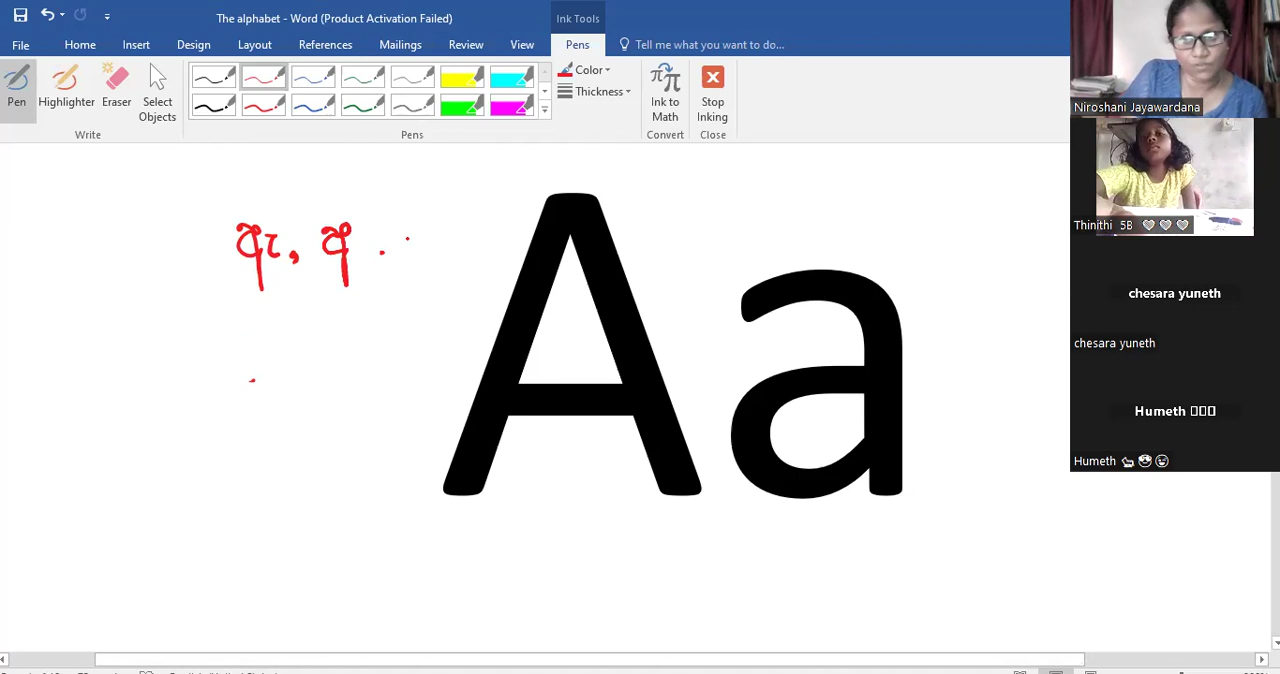 The alphabet - Word (Product Activation Failed)
Ink Tools
File Home Insert Design Layout References Mailings Review View Pens Tell me what you want to do...
Pen Highlighter Eraser Select Objects
Color
Thickness
Ink to Math
Stop Inking
Write Pens Convert Close
Niroshani Jayawardana
Thinithi 5B
chesara yuneth
chesara yuneth
Humeth
Humeth
Aa